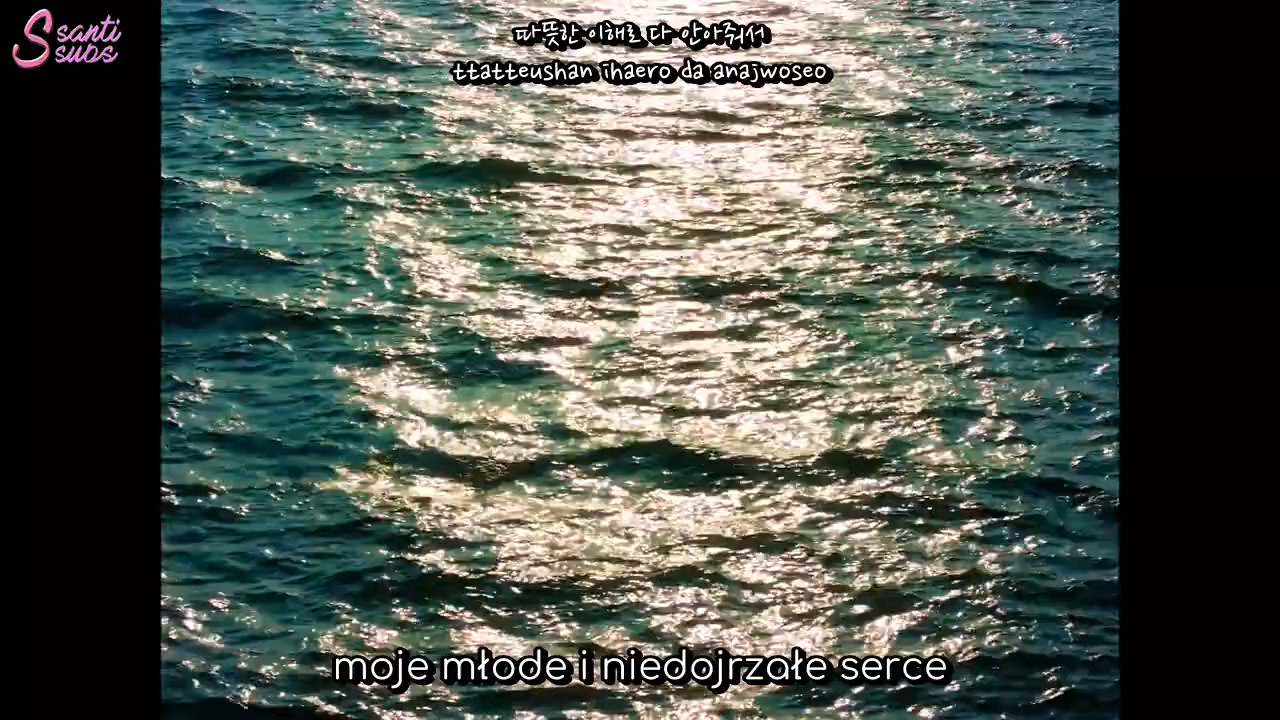 Ssanti
subs
따뜻한 이해로 다 안아줘서
ttatteushan ihaero da anajwoseo
moje młode i niedojrzałe serce